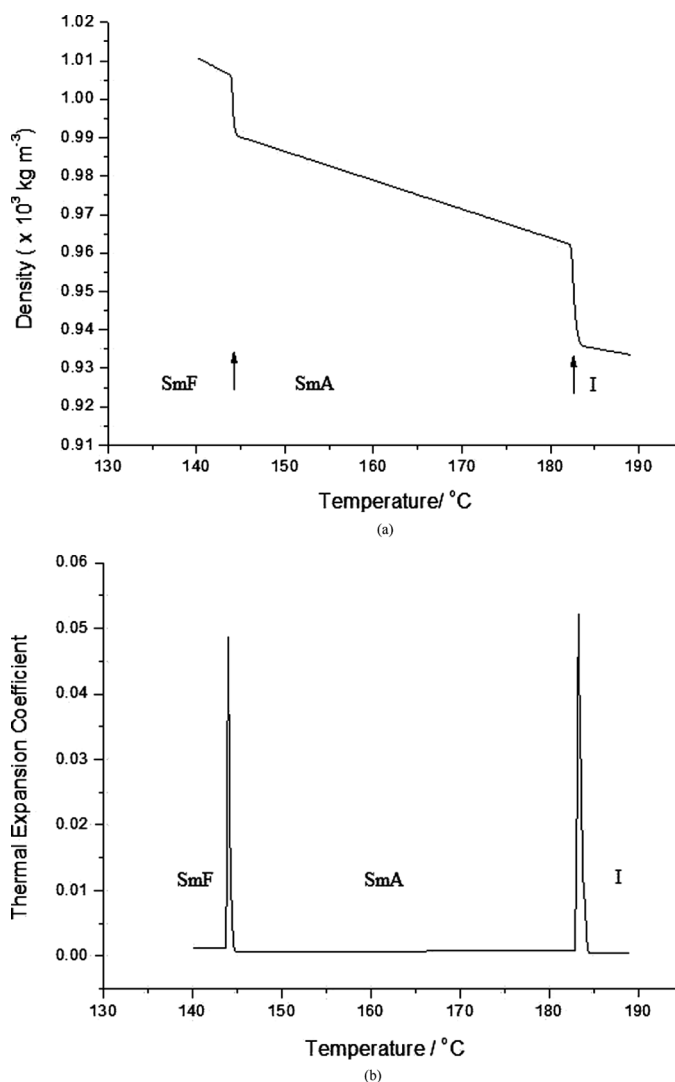 1.02
1.01
1.00
0.99
0.98
0.97
0.96
0.95
0.94
0.93
0.92
0.91
Density ( x 10³ kg m⁻³)
SmF SmA I
130 140 150 160 170 180 190
Temperature/ °C
(a)
0.06
0.05
0.04
0.03
0.02
0.01
0.00
Thermal Expansion Coefficient
SmF SmA I
130 140 150 160 170 180 190
Temperature / °C
(b)